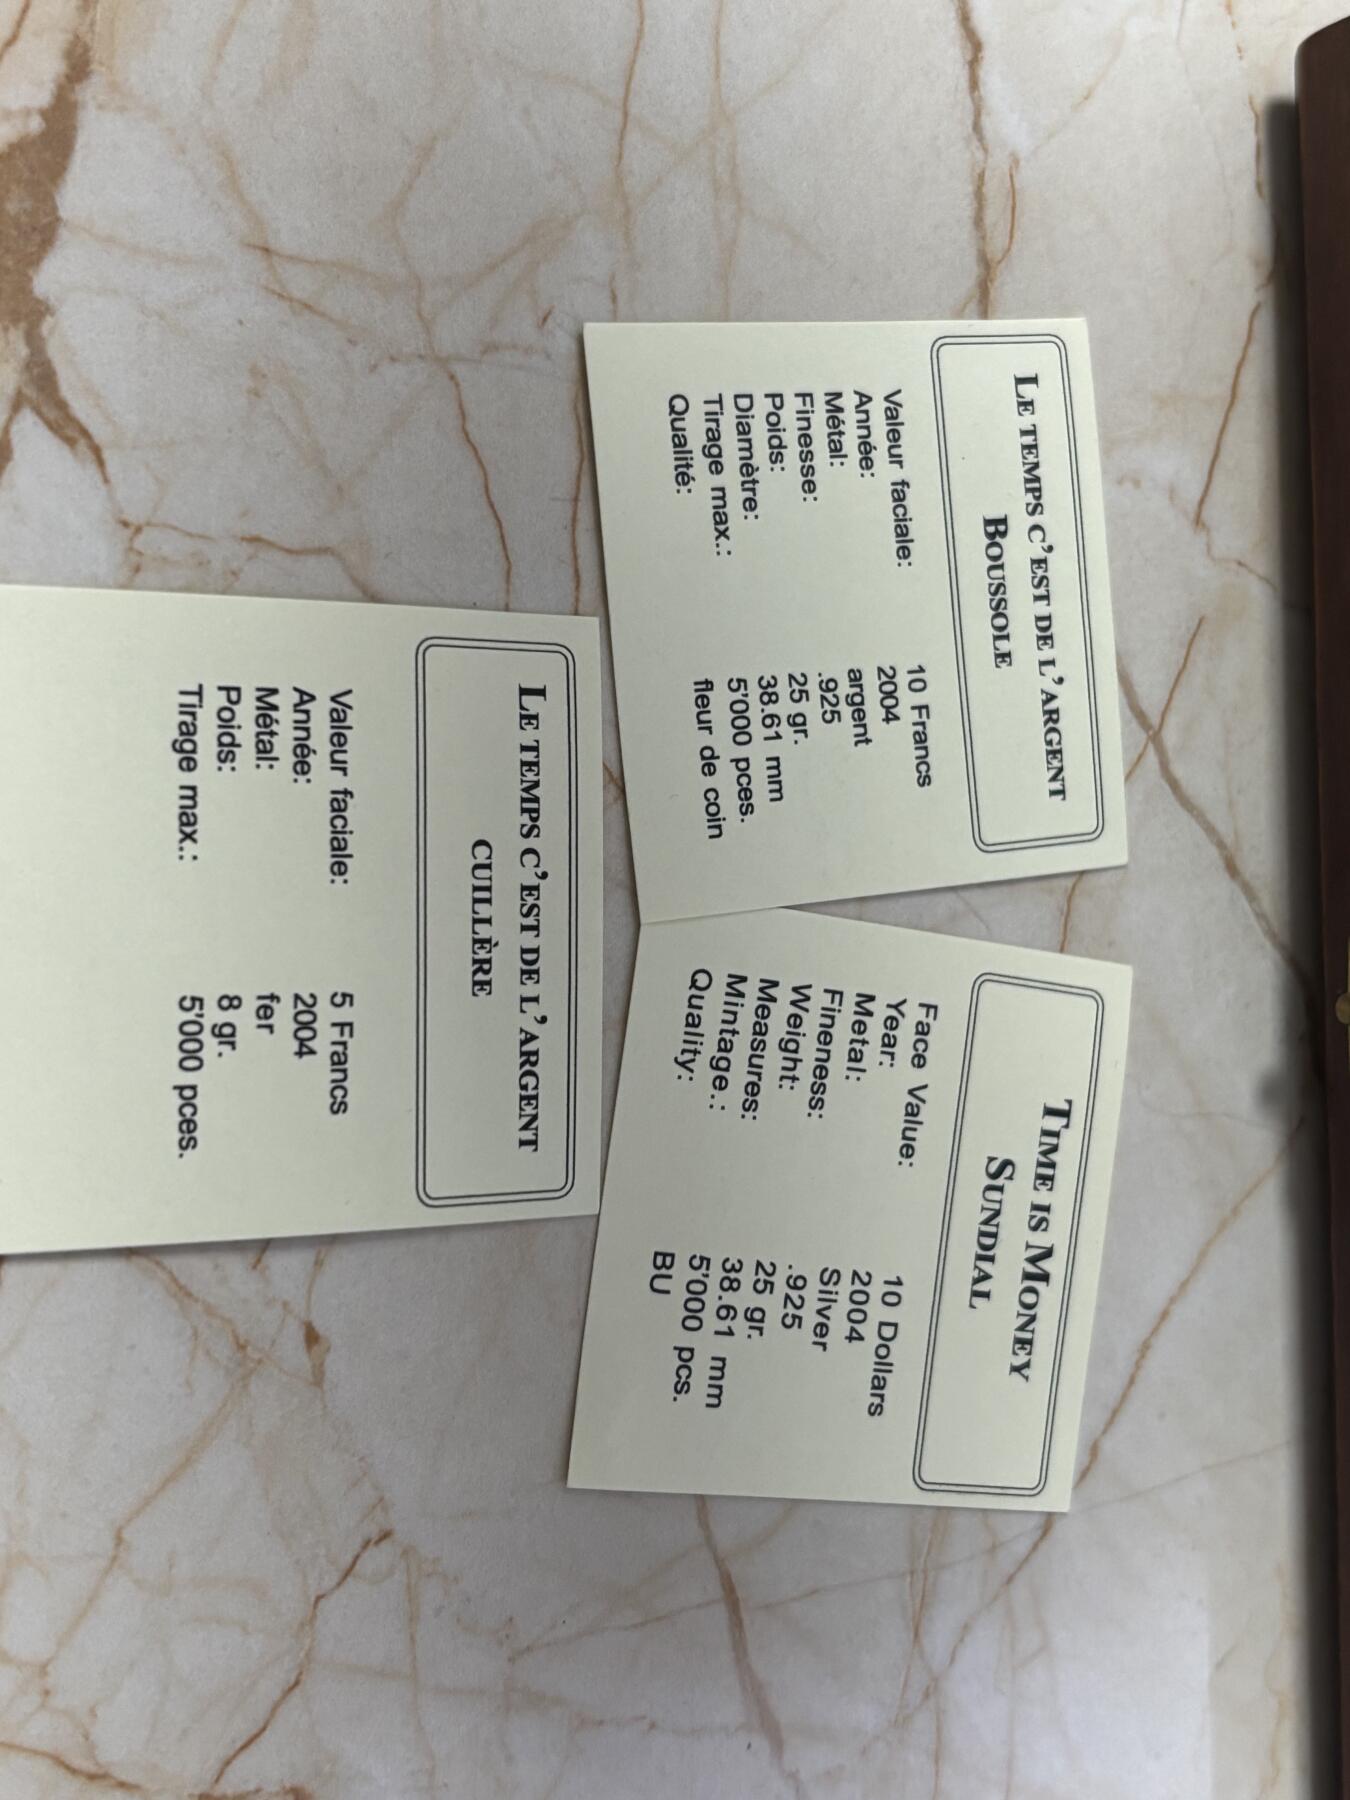 LE TEMPS C'EST DE L'ARGENT
BOUSSOLE
Valeur faciale: 10 Francs
Année: 2004
Métal: argent
Finesse: .925
Poids: 25 gr.
Diamètre: 38.61 mm
Tirage max.: 5'000 pces.
Qualité: fleur de coin
TIME IS MONEY
SUNDIAL
Face Value: 10 Dollars
Year: 2004
Metal: Silver
Fineness: .925
Weight: 25 gr.
Measures: 38.61 mm
Mintage.: 5'000 pcs.
Quality: BU
LE TEMPS C'EST DE L'ARGENT
CUILLÈRE
Valeur faciale: 5 Francs
Année: 2004
Métal: fer
Poids: 8 gr.
Tirage max.: 5'000 pces.